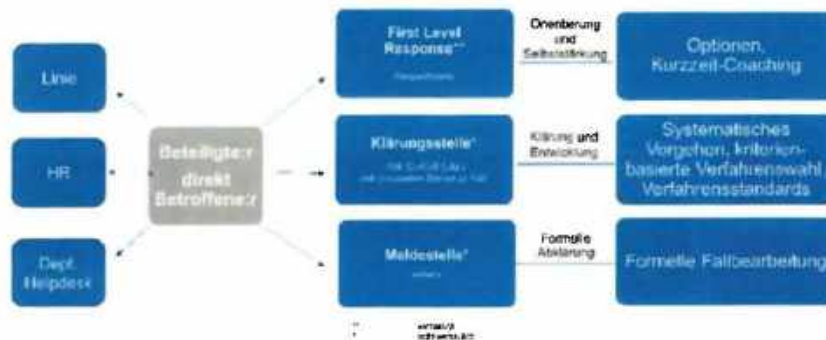 Linie
HR
Dept.
Helpdesk
Beteiligte:r
direkt
Betroffene:r
First Level
Response**
Klärungsstelle*
Meldestelle*
Orientierung
und
Selbststärkung
Klärung und
Entwicklung
Formelle
Abklärung
Optionen,
Kurzzeit-Coaching
Systematisches
Vorgehen, kriterien-
basierte Verfahrenswahl
Verfahrensstandards
Formelle Fallbearbeitung